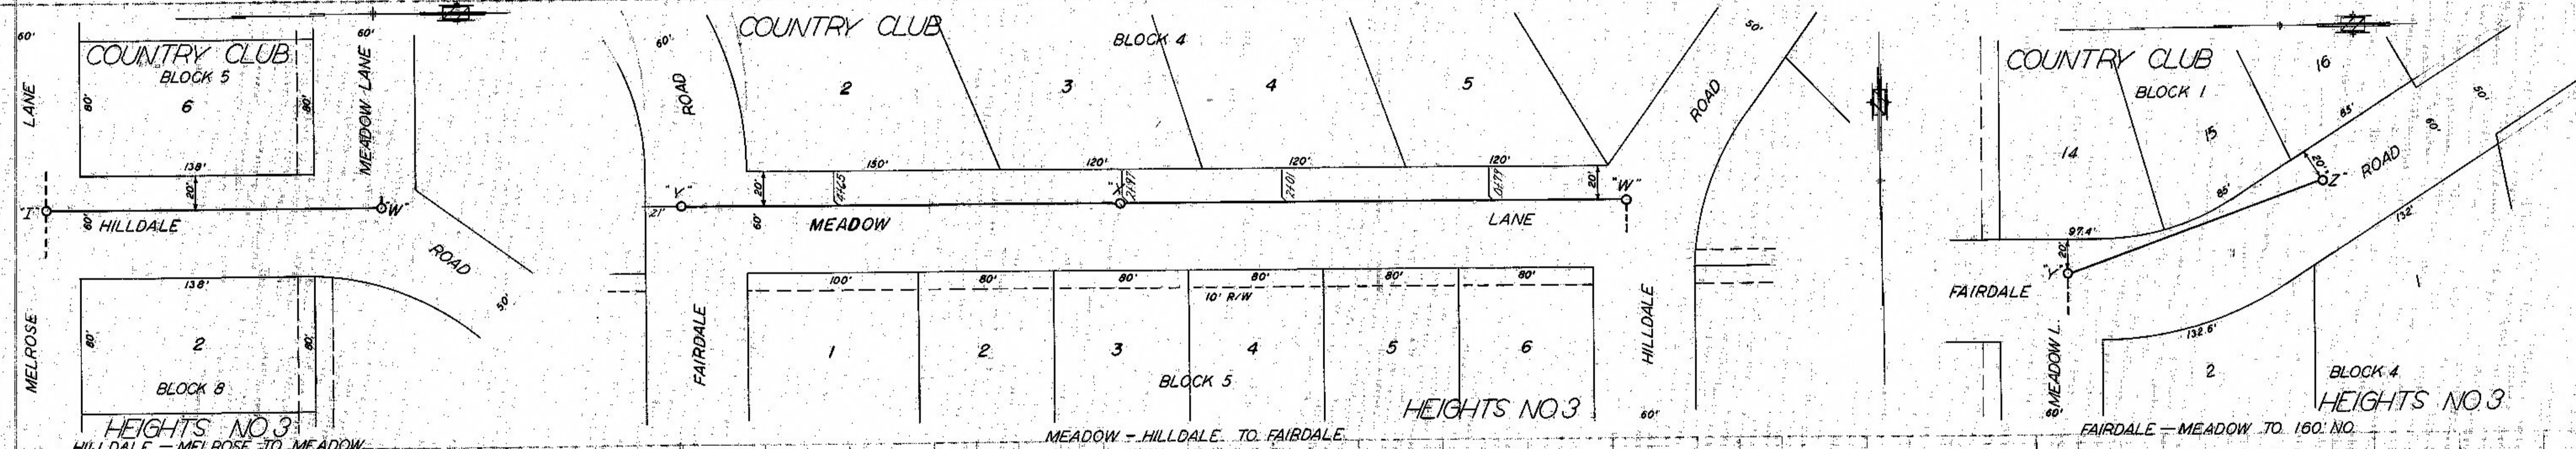 60'
COUNTRY CLUB
BLOCK 5
6
80'
80'
138'
20'
LANE
60'
MEADOW LANE
"W"
60'
HILLDALE
ROAD
50'
138'
80'
2
80'
BLOCK 8
MELROSE
HEIGHTS NO 3
HILLDALE - MELROSE TO MEADOW
60'
ROAD
COUNTRY CLUB
BLOCK 4
2
3
4
5
50'
ROAD
150'
120'
120'
120'
20'
20'
21'
"X"
"W"
60'
MEADOW
LANE
100'
80'
80'
80'
80'
80'
10' R/W
FAIRDALE
1
2
3
4
5
6
BLOCK 5
HILLDALE
HEIGHTS NO 3
60'
MEADOW - HILLDALE TO FAIRDALE
COUNTRY CLUB
BLOCK 1
14
15
16
85'
85'
50'
60'
20'
"Z"
ROAD
97.4'
20'
"Y"
FAIRDALE
132'
132.6'
MEADOW L.
60'
2
1
BLOCK 4
HEIGHTS NO 3
FAIRDALE - MEADOW TO 160' NO.